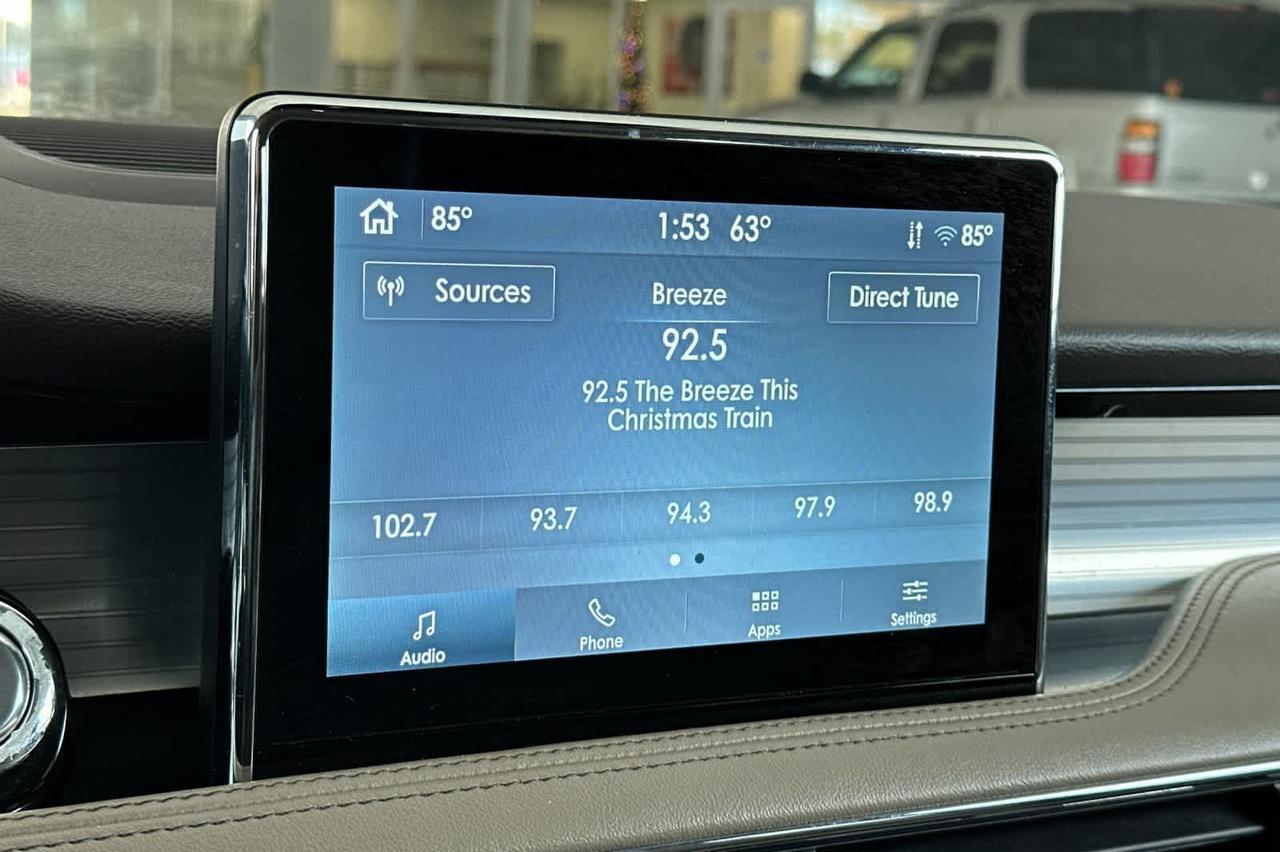 85° 1:53 63° 85°
Sources Breeze Direct Tune
92.5
92.5 The Breeze This
Christmas Train
102.7 93.7 94.3 97.9 98.9
Audio Phone Apps Settings